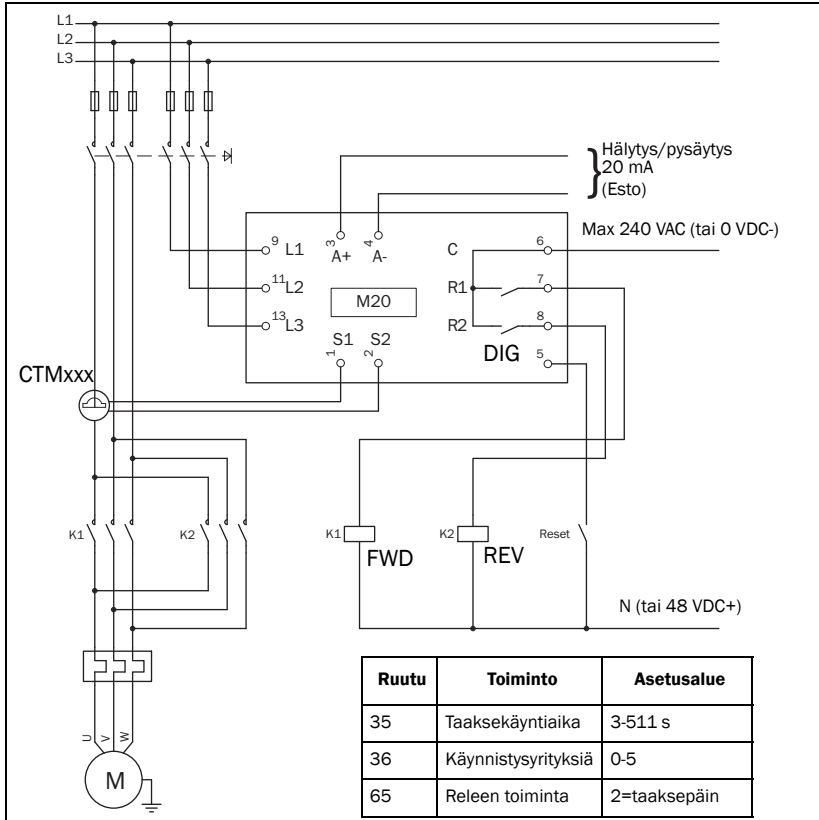 L1
L2
L3
Hälytys/pysäytys
20 mA
(Esto)
Max 240 VAC (tai 0 VDC-)
9 L1
3 A+
4 A-
C 6
11 L2
M20
R1 7
13 L3
R2 8
S1 S2
1 2
DIG 5
CTMxxx
K1
K2
K1 FWD
K2 REV
Reset
N (tai 48 VDC+)
U V W
M
Ruutu Toiminto Asetusalue
35 Taaksekäyntiaika 3-511 s
36 Käynnistysyrityksiä 0-5
65 Releen toiminta 2=taaksepäin